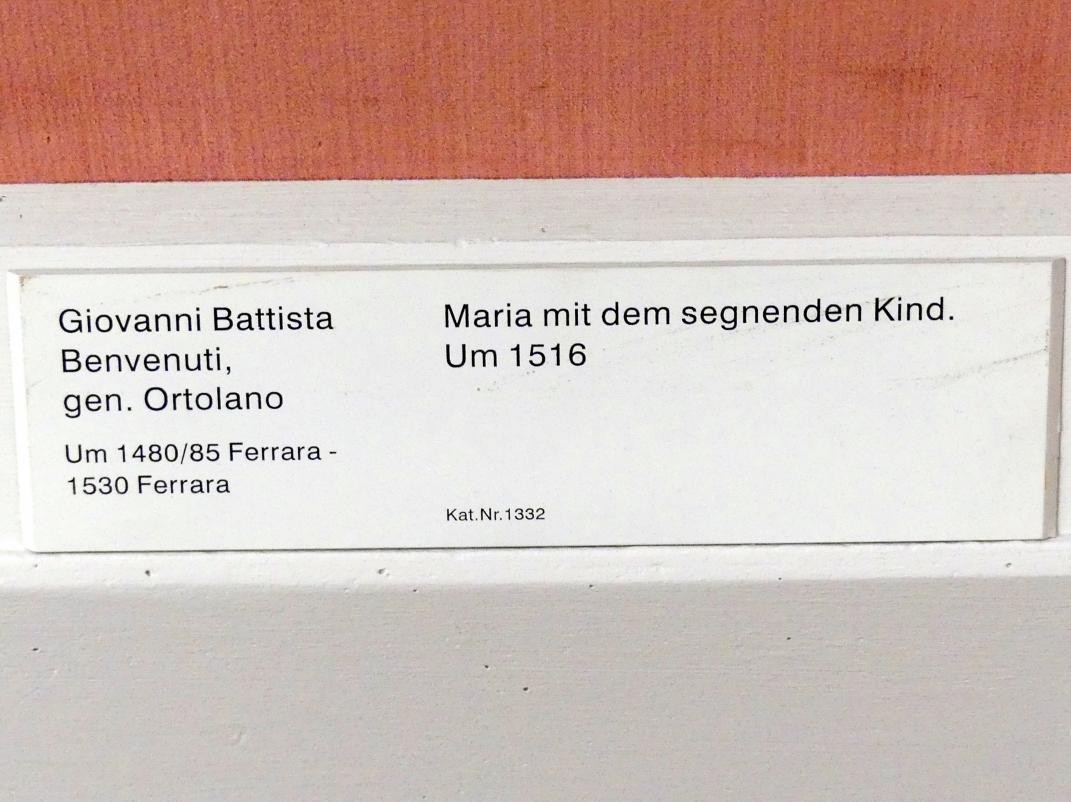 Giovanni Battista
Benvenuti,
gen. Ortolano
Um 1480/85 Ferrara -
1530 Ferrara
Maria mit dem segnenden Kind.
Um 1516
Kat.Nr.1332